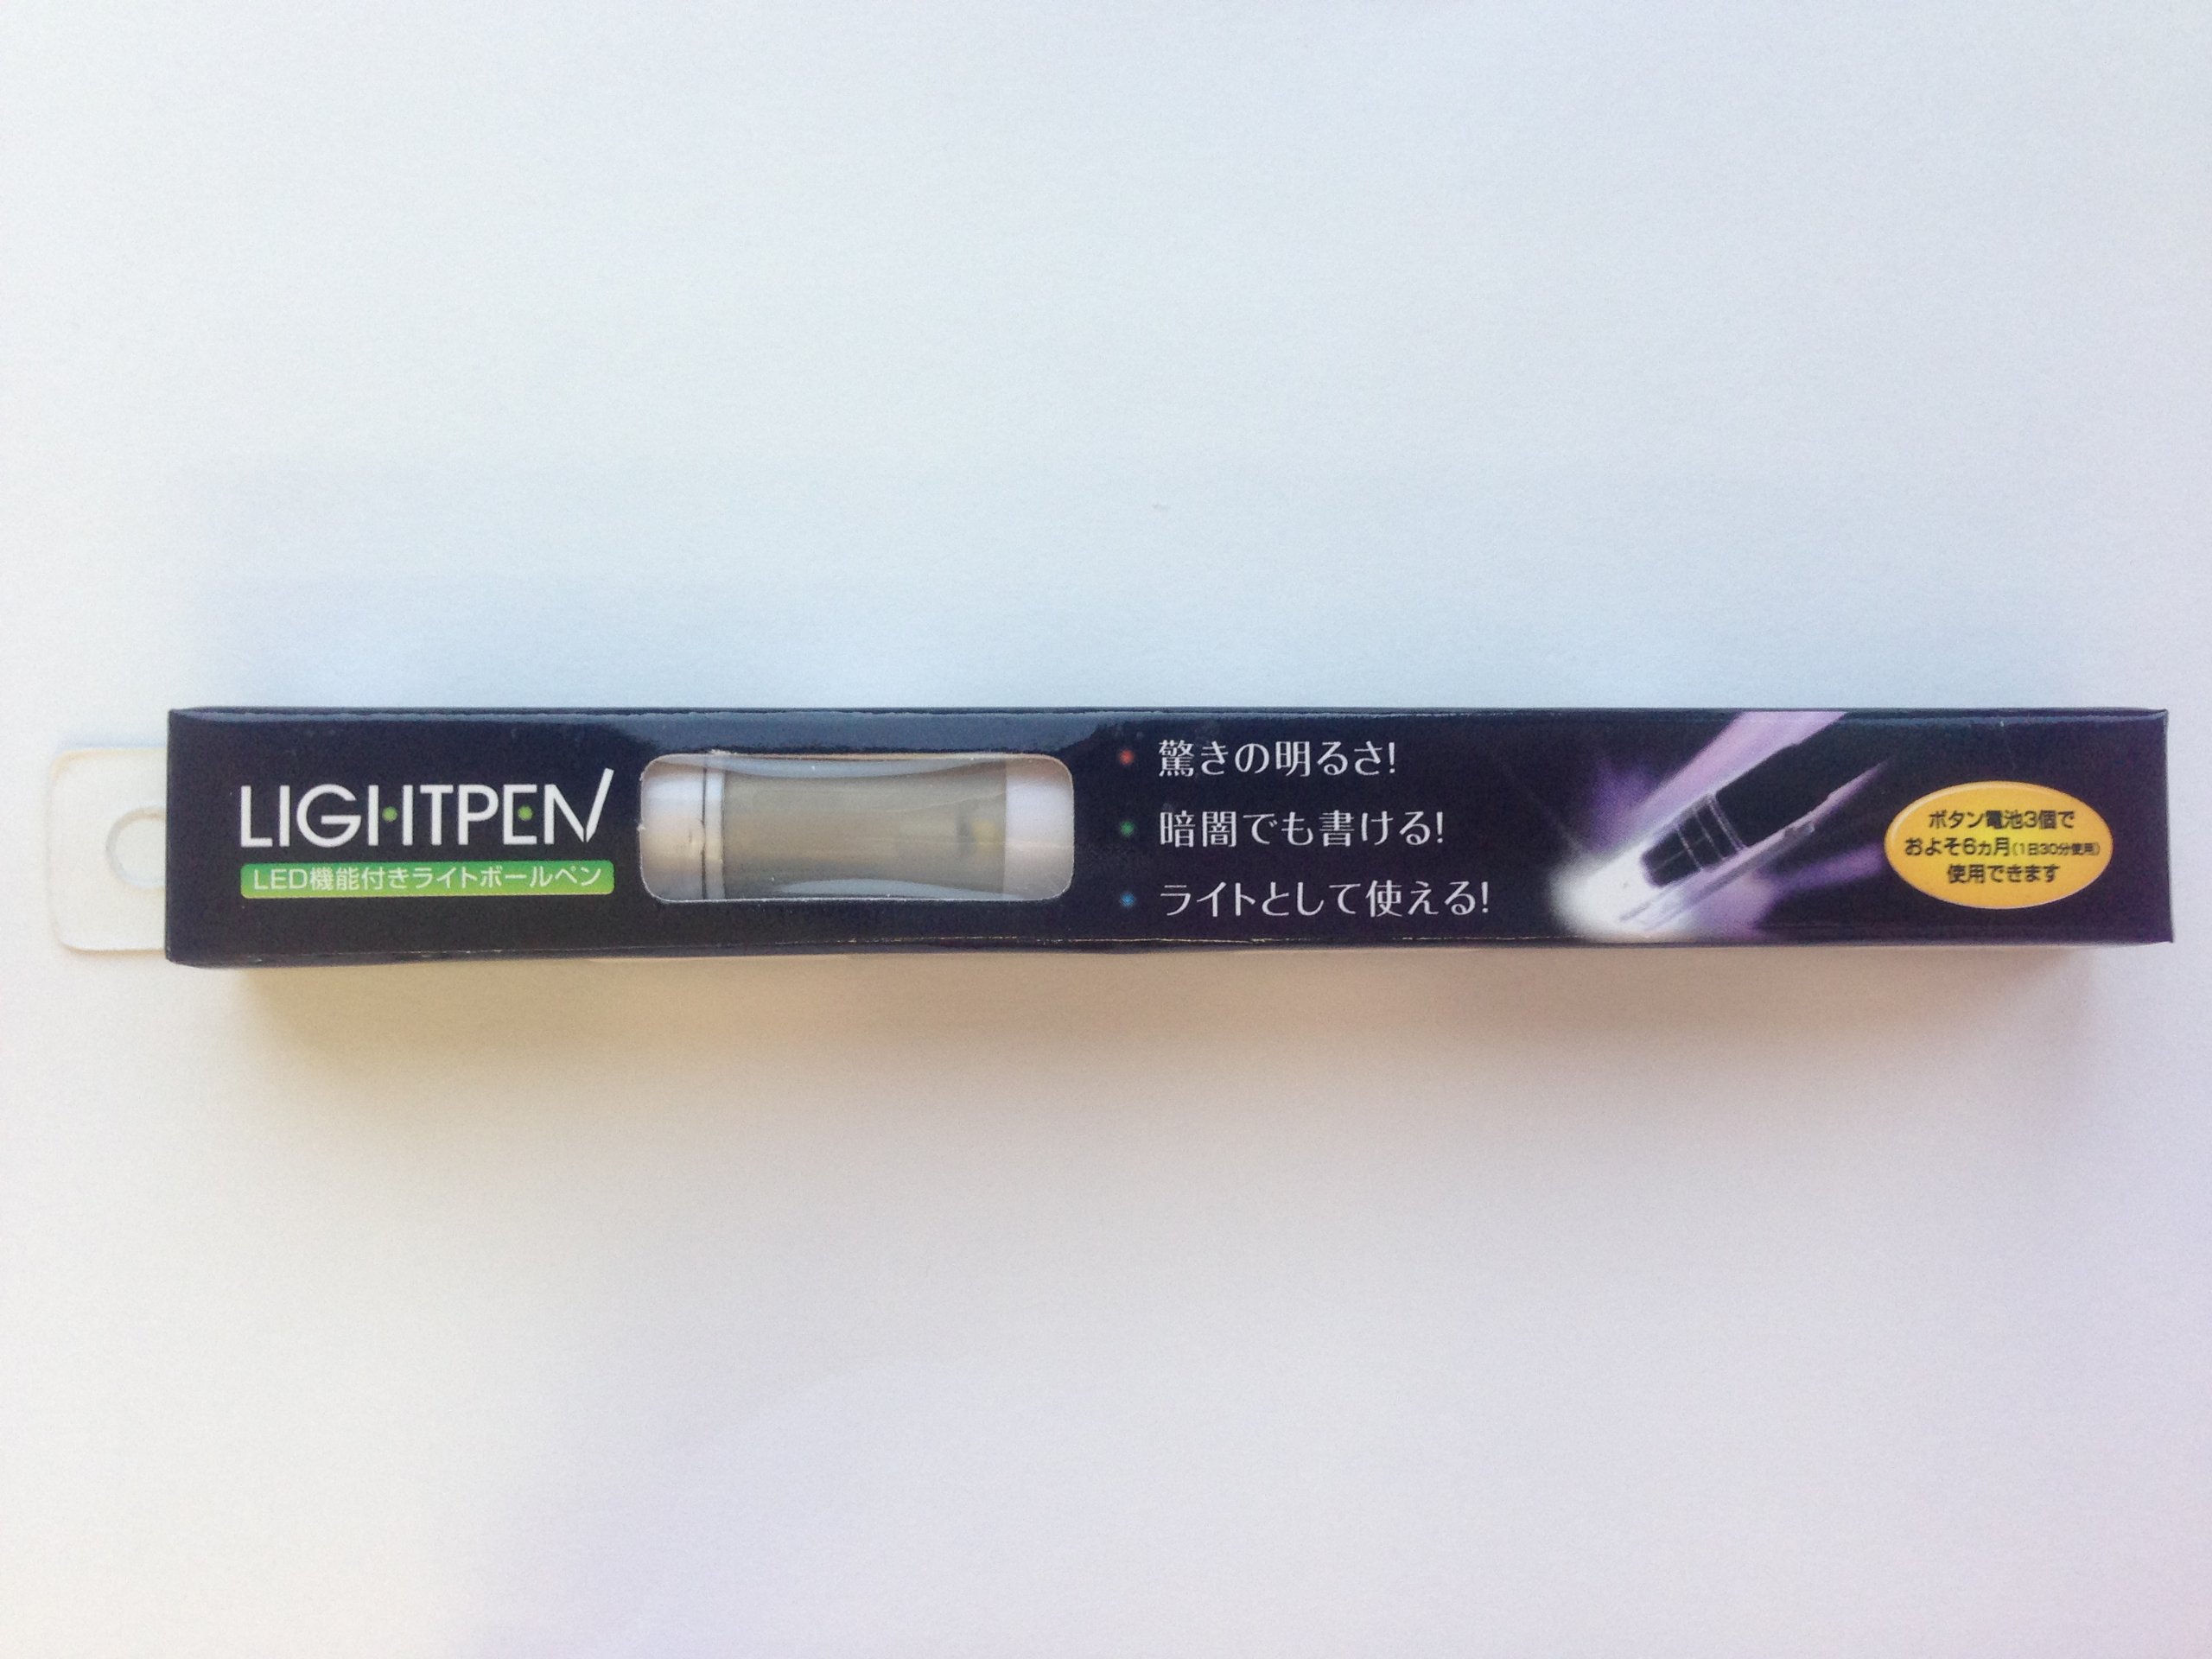 LIGHTPEN
LED機能付きライトボールペン
驚きの明るさ!
暗闇でも書ける!
ライトとして使える!
ボタン電池3個で
およそ6ヵ月(1日30分使用)
使用できます